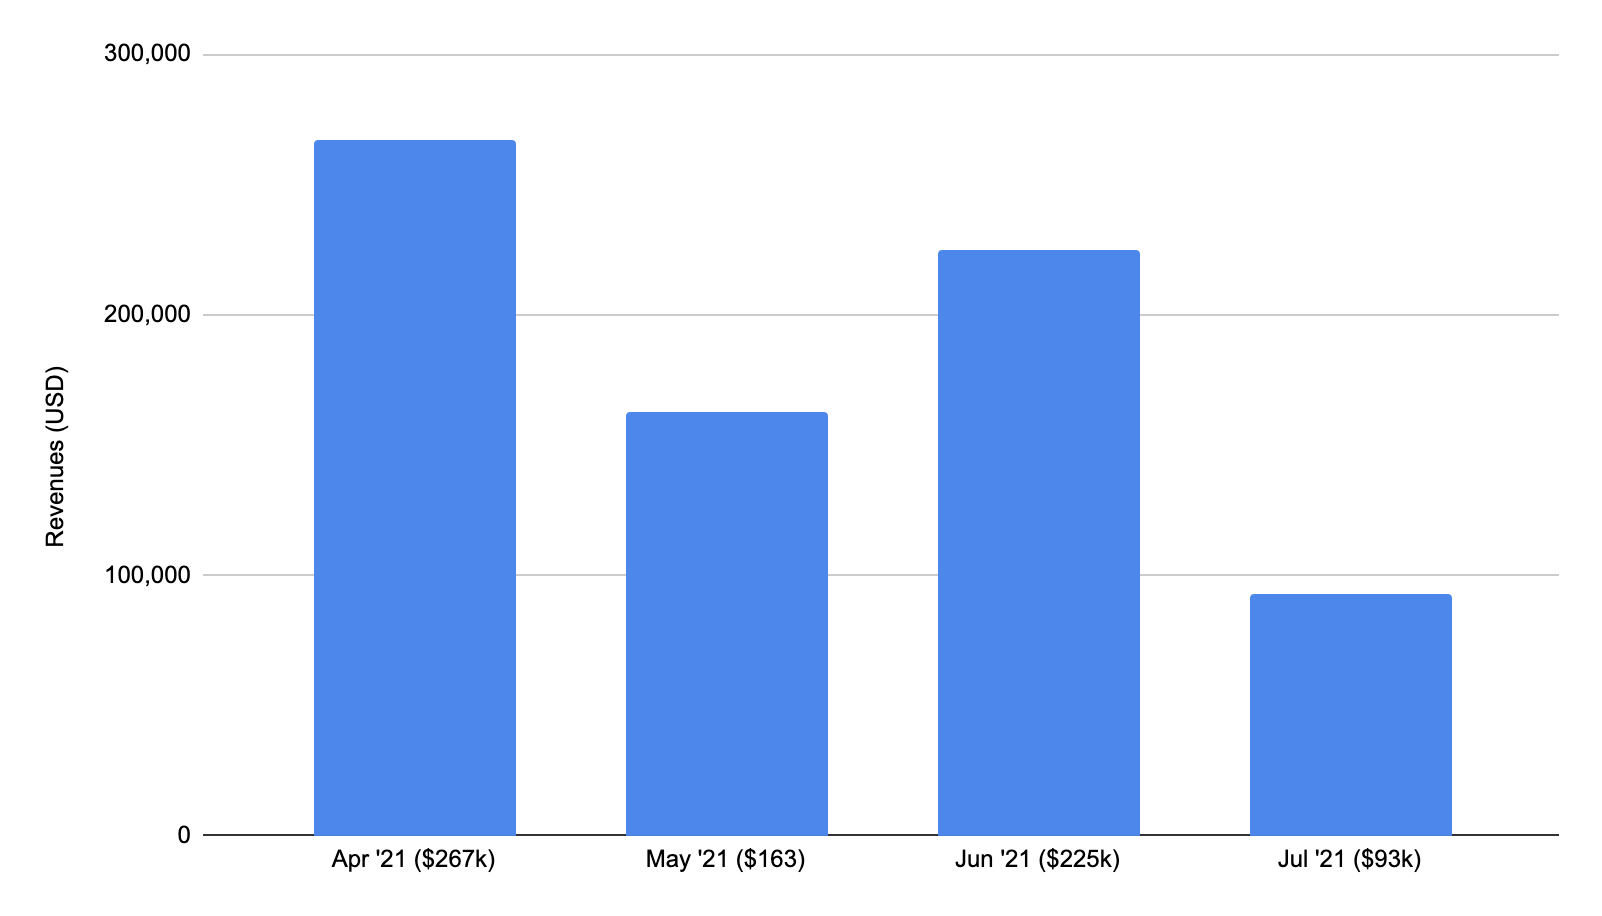 300,000
200,000
100,000
0
Revenues (USD)
Apr '21 ($267k)
May '21 ($163)
Jun '21 ($225k)
Jul '21 ($93k)